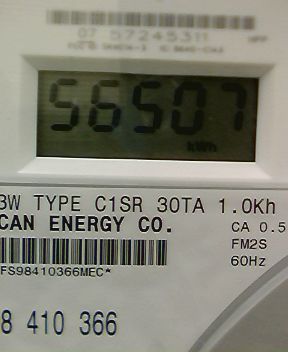 07 57245311
56507
kWh
3W TYPE C1SR 30TA 1.0Kh
CAN ENERGY CO.
CA 0.5
FM2S
FS98410366MEC*
60Hz
8 410 366